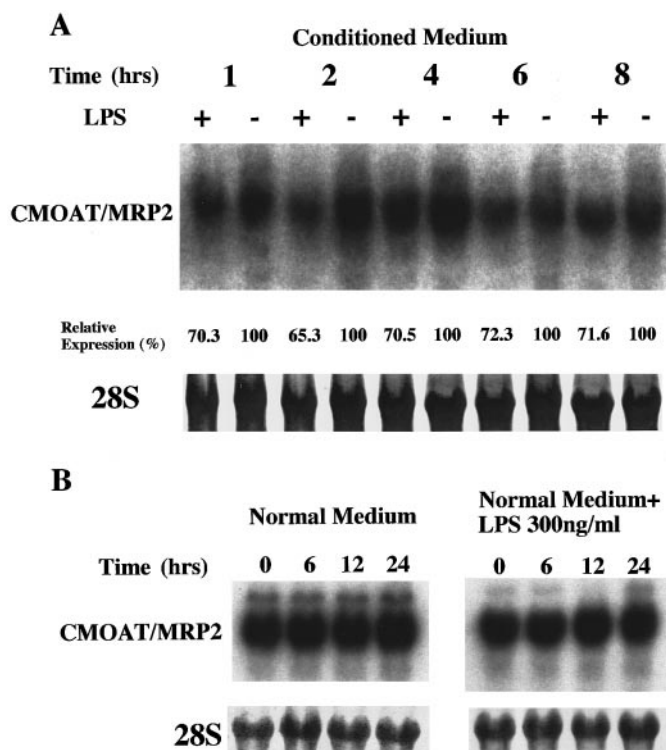 A
Conditioned Medium
Time (hrs) 1 2 4 6 8
LPS + - + - + - + - + -
CMOAT/MRP2
Relative
Expression (%) 70.3 100 65.3 100 70.5 100 72.3 100 71.6 100
28S
B
Normal Medium
Normal Medium+
LPS 300ng/ml
Time (hrs) 0 6 12 24 0 6 12 24
CMOAT/MRP2
28S